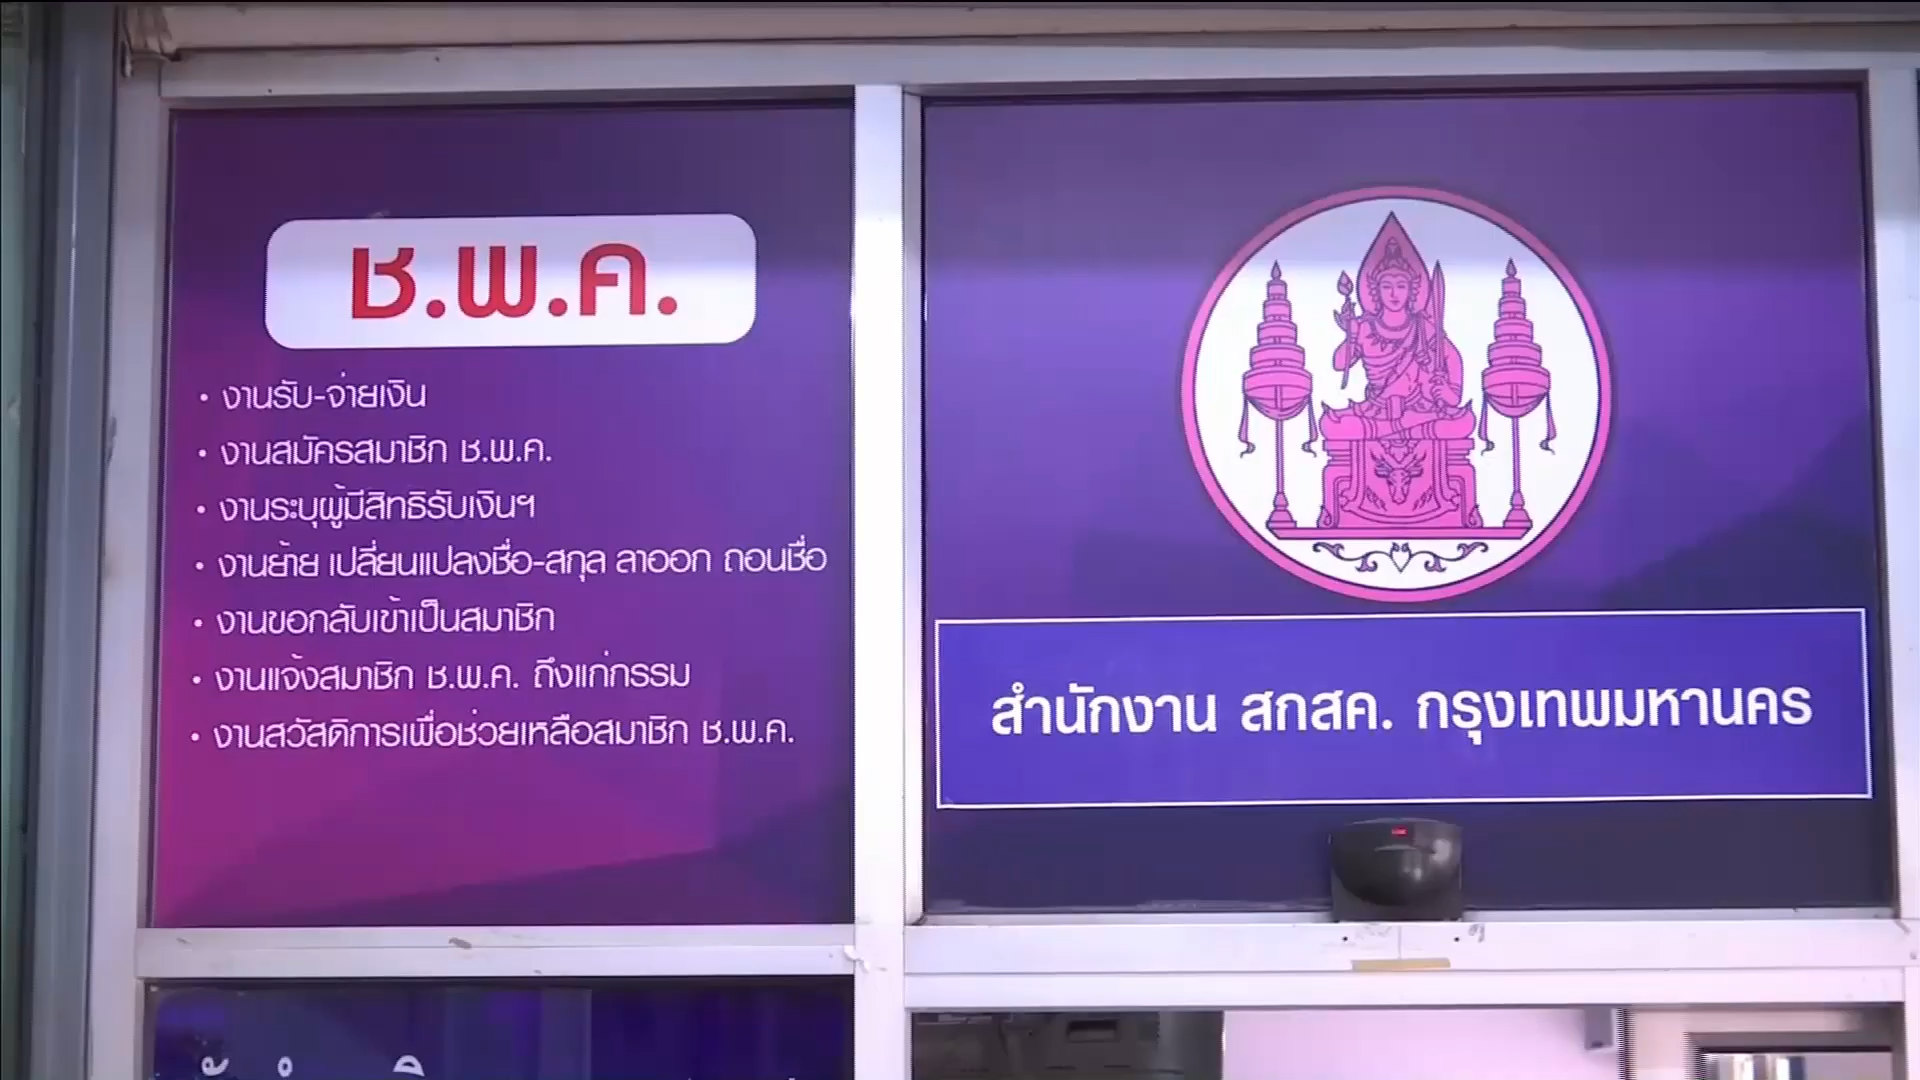 ช.พ.ค.
• งานรับ-จ่ายเงิน
• งานสมัครสมาชิก ช.พ.ค.
• งานระบุผู้มีสิทธิรับเงินฯ
• งานย้าย เปลี่ยนแปลงชื่อ-สกุล ลาออก ถอนชื่อ
• งานขอกลับเข้าเป็นสมาชิก
• งานแจ้งสมาชิก ช.พ.ค. ถึงแก่กรรม
• งานสวัสดิการเพื่อช่วยเหลือสมาชิก ช.พ.ค.
สำนักงาน สกสค. กรุงเทพมหานคร